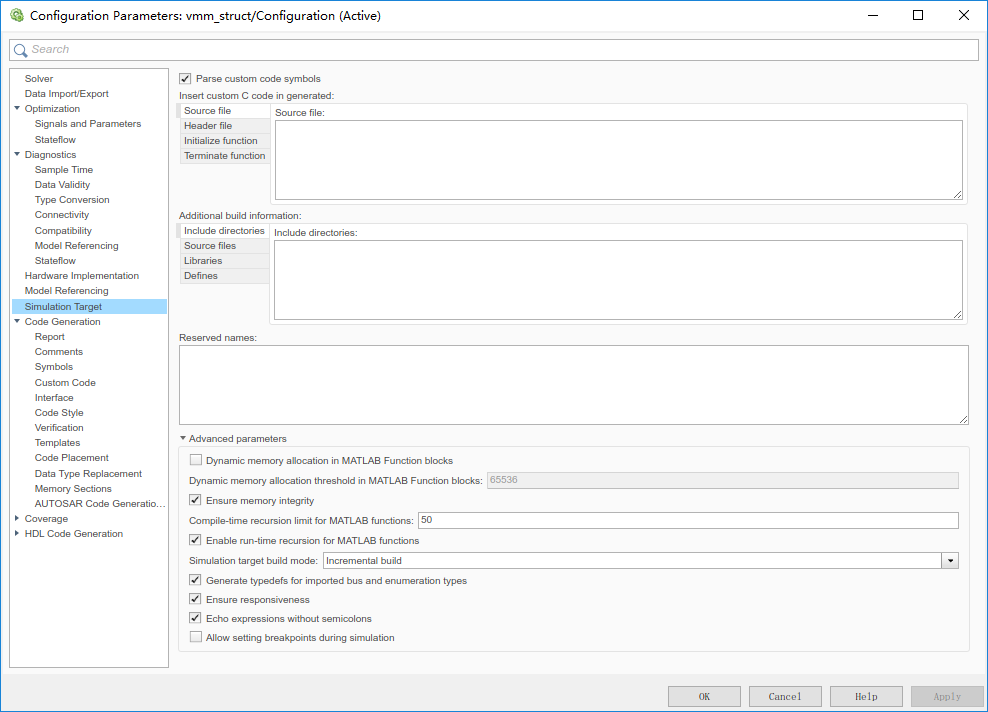 Configuration Parameters: vmm_struct/Configuration (Active)
Search
Solver
Data Import/Export
Optimization
Signals and Parameters
Stateflow
Diagnostics
Sample Time
Data Validity
Type Conversion
Connectivity
Compatibility
Model Referencing
Stateflow
Hardware Implementation
Model Referencing
Simulation Target
Code Generation
Report
Comments
Symbols
Custom Code
Interface
Code Style
Verification
Templates
Code Placement
Data Type Replacement
Memory Sections
AUTOSAR Code Generatio...
Coverage
HDL Code Generation
Parse custom code symbols
Insert custom C code in generated:
Source file
Header file
Initialize function
Terminate function
Source file:
Additional build information:
Include directories
Source files
Libraries
Defines
Include directories:
Reserved names:
Advanced parameters
Dynamic memory allocation in MATLAB Function blocks
Dynamic memory allocation threshold in MATLAB Function blocks: 65536
Ensure memory integrity
Compile-time recursion limit for MATLAB functions: 50
Enable run-time recursion for MATLAB functions
Simulation target build mode: Incremental build
Generate typedefs for imported bus and enumeration types
Ensure responsiveness
Echo expressions without semicolons
Allow setting breakpoints during simulation
OK Cancel Help Apply